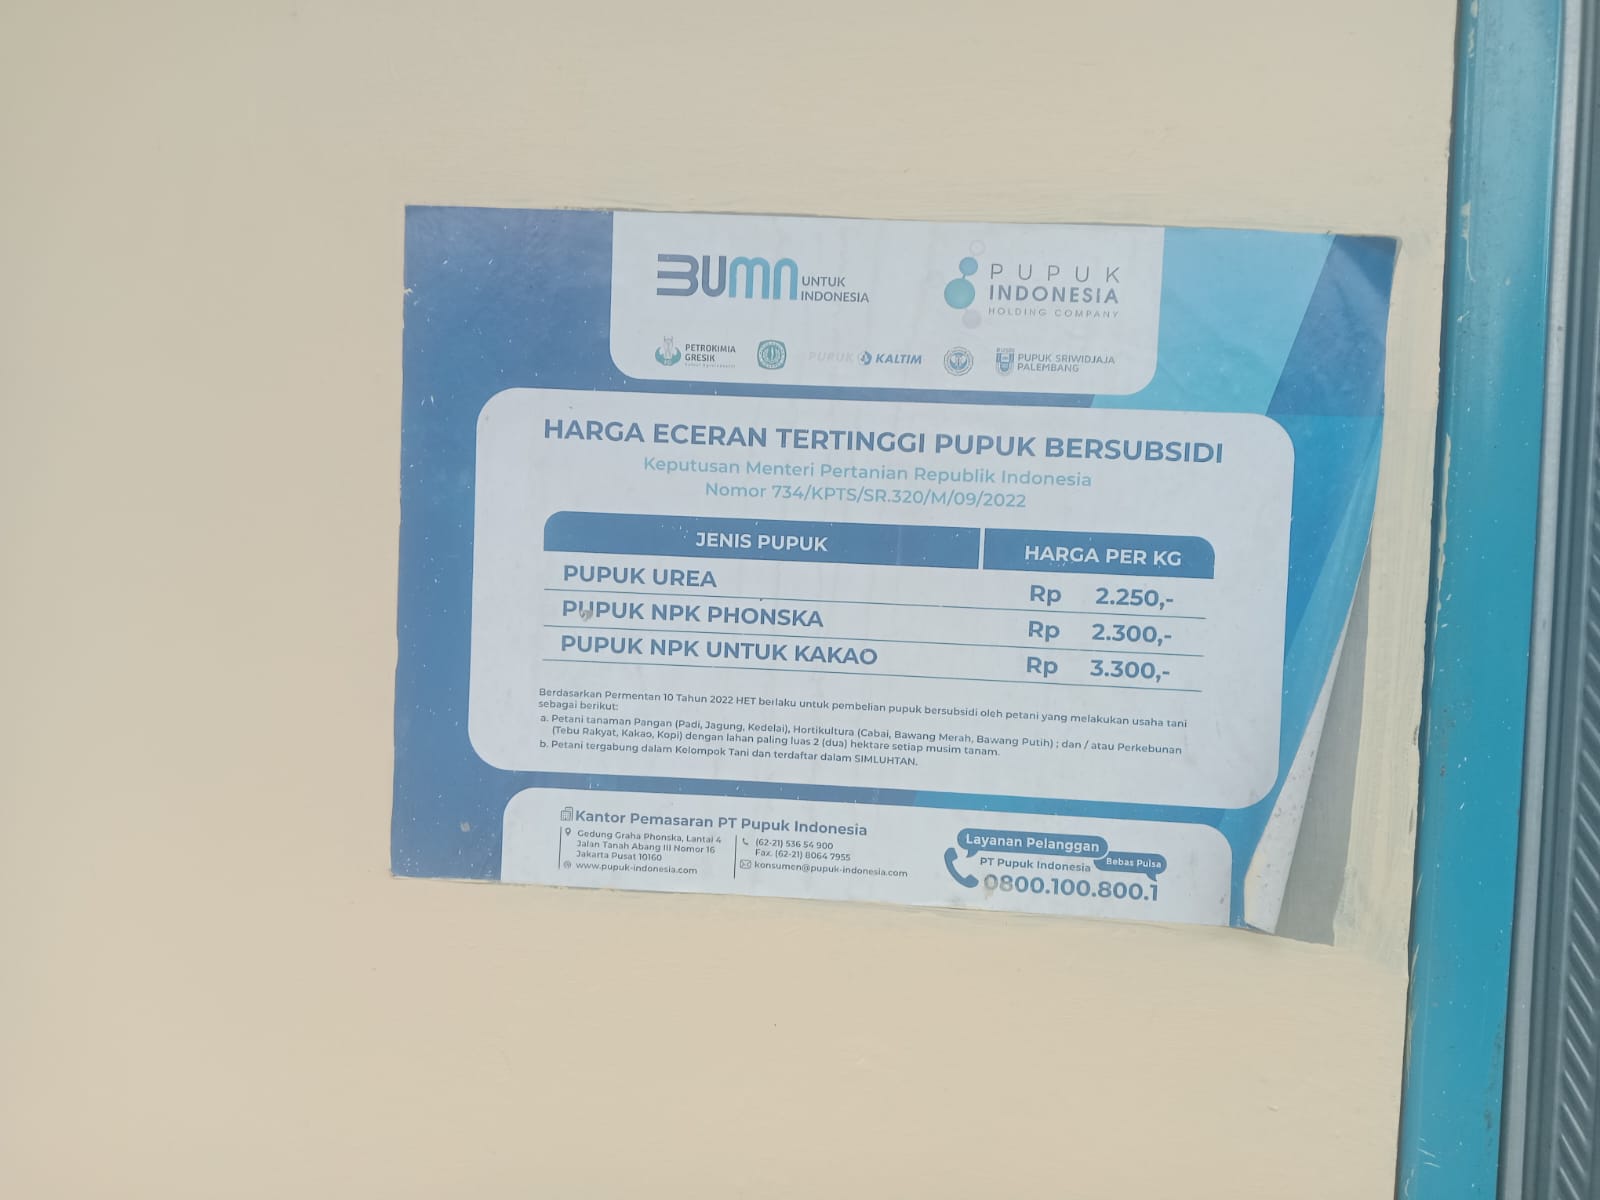 BUMN UNTUK
INDONESIA
PUPUK
INDONESIA
HOLDING COMPANY
PETROKIMIA
GRESIK
PUPUK KALTIM
PUPUK SRIWIDJAJA
PALEMBANG
HARGA ECERAN TERTINGGI PUPUK BERSUBSIDI
Keputusan Menteri Pertanian Republik Indonesia
Nomor 734/KPTS/SR.320/M/09/2022
JENIS PUPUK HARGA PER KG
PUPUK UREA Rp 2.250,-
PUPUK NPK PHONSKA Rp 2.300,-
PUPUK NPK UNTUK KAKAO Rp 3.300,-
Berdasarkan Permentan 10 Tahun 2022 HET berlaku untuk pembelian pupuk bersubsidi oleh petani yang melakukan usaha tani
sebagai berikut:
a. Petani tanaman Pangan (Padi, Jagung, Kedelai), Hortikultura (Cabai, Bawang Merah, Bawang Putih) ; dan / atau Perkebunan
(Tebu Rakyat, Kakao, Kopi) dengan lahan paling luas 2 (dua) hektare setiap musim tanam.
b. Petani tergabung dalam Kelompok Tani dan terdaftar dalam SIMLUHTAN.
Kantor Pemasaran PT Pupuk Indonesia
Gedung Graha Phonska, Lantai 4
Jalan Tanah Abang III Nomor 16
Jakarta Pusat 10160
www.pupuk-indonesia.com
(62-21) 536 54 900
Fax. (62-21) 8064 7955
konsumen@pupuk-indonesia.com
Layanan Pelanggan
PT Pupuk Indonesia Bebas Pulsa
0800.100.800.1